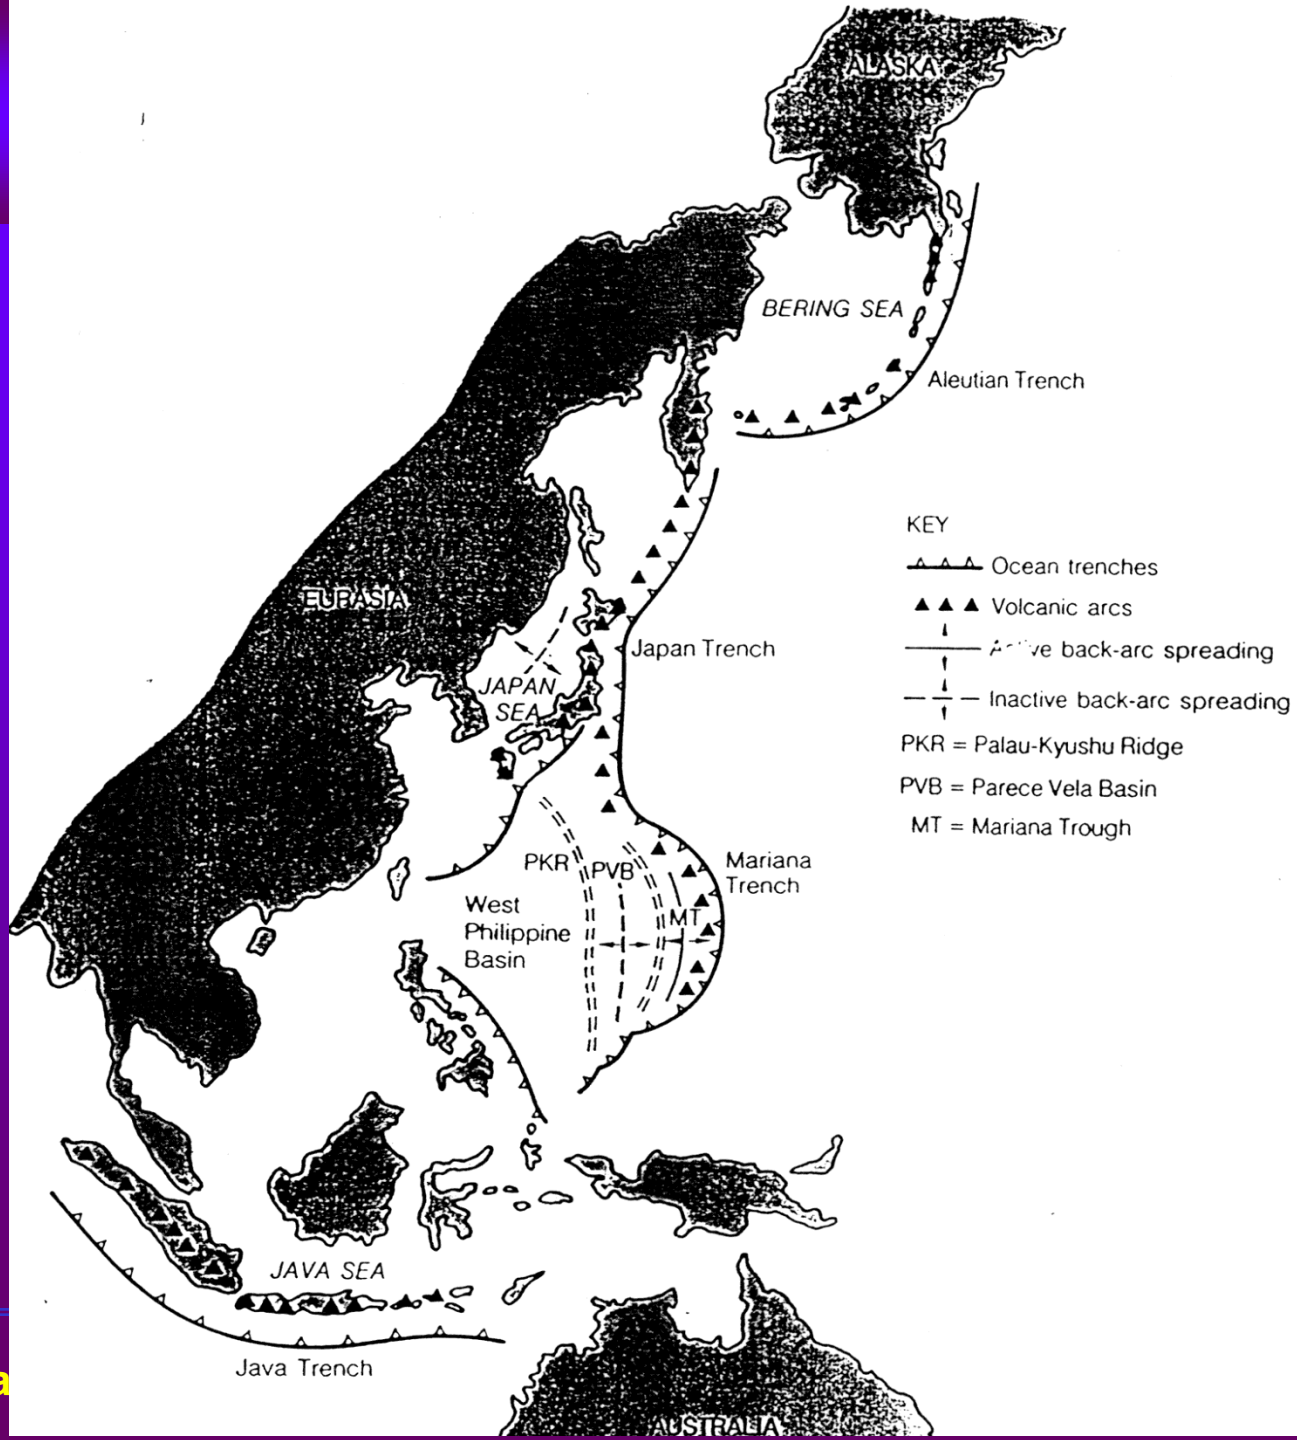 ALASKA
BERING SEA
Aleutian Trench
KEY
Ocean trenches
Volcanic arcs
back-arc spreading
Inactive back-arc spreading
PKR = Palau-Kyushu Ridge
PVB = Parece Vela Basin
MT = Mariana Trough
EURASIA
Japan Trench
JAPAN
SEA
PKR
PVB
Mariana
Trench
MT
West
Philippine
Basin
JAVA SEA
Java Trench
AUSTRALIA
a